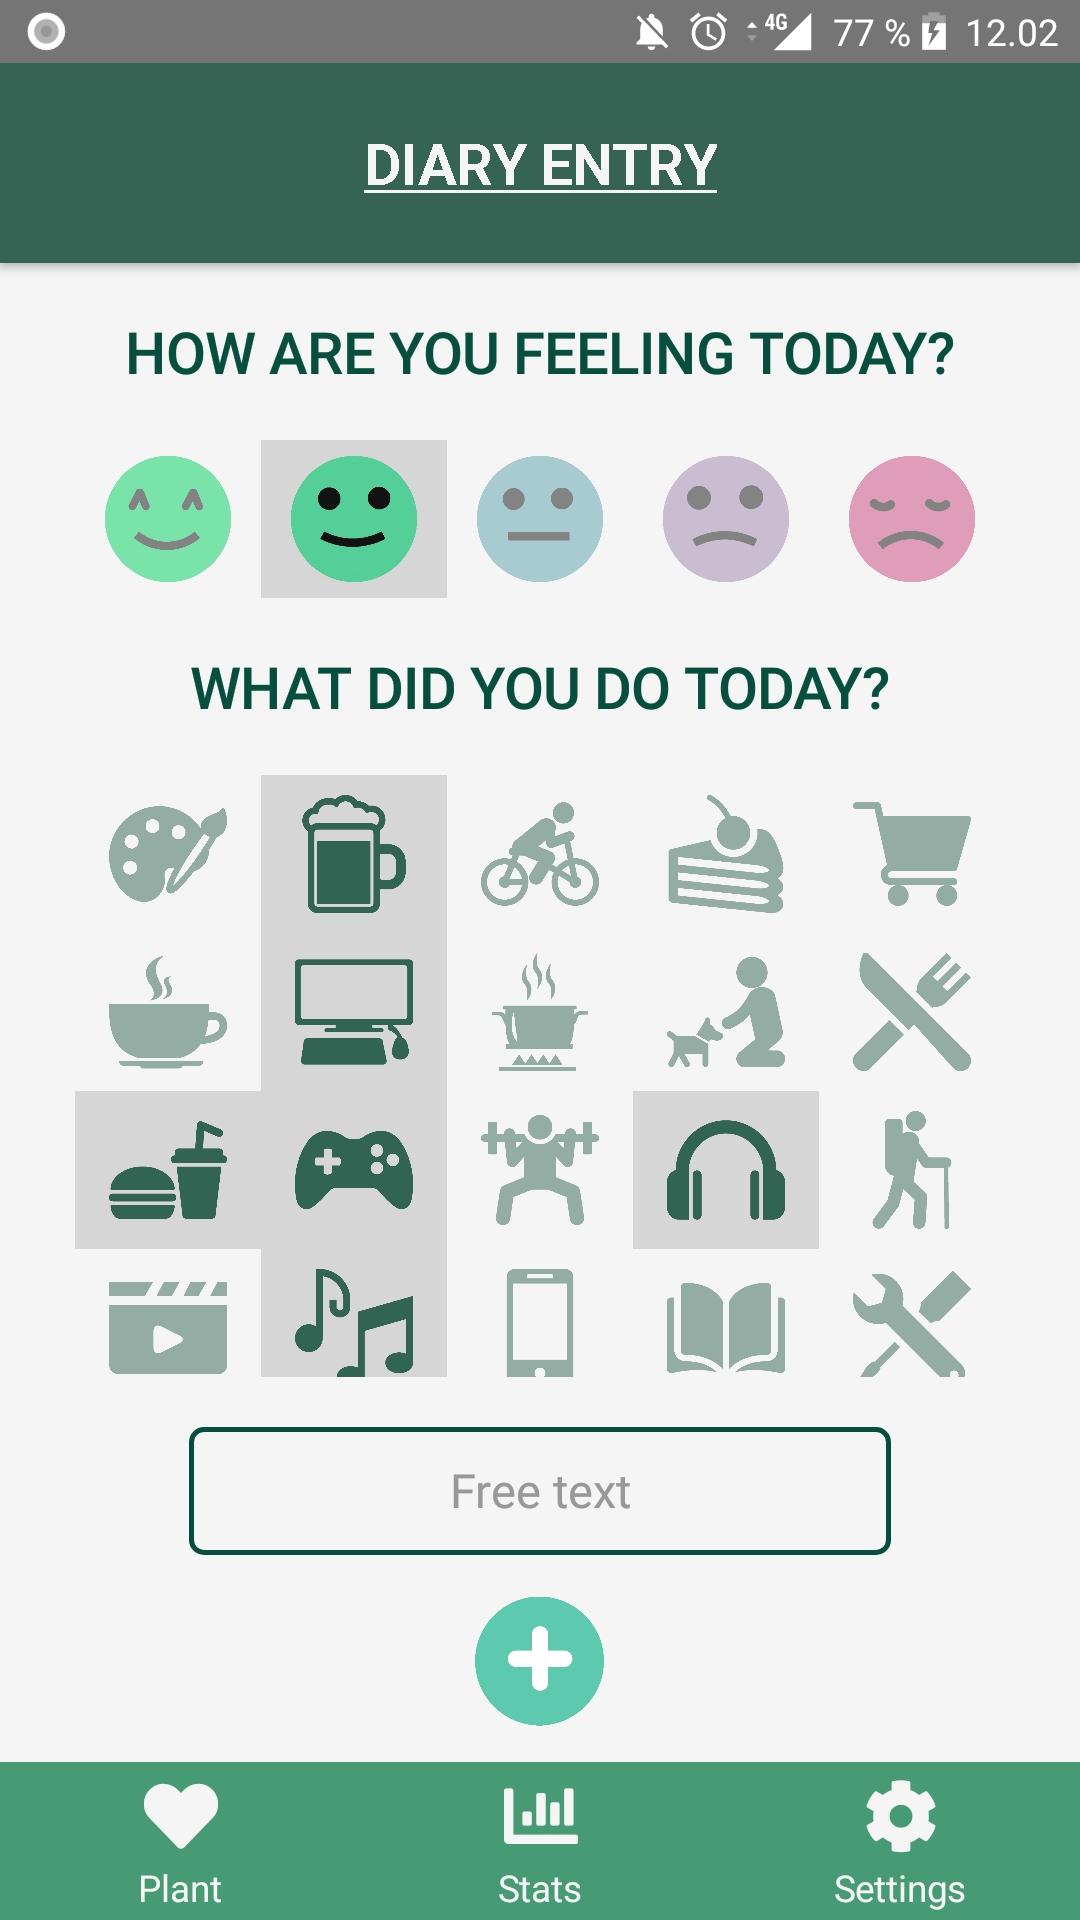 4G 77 % 12.02
DIARY ENTRY
HOW ARE YOU FEELING TODAY?
WHAT DID YOU DO TODAY?
Free text
Plant Stats Settings